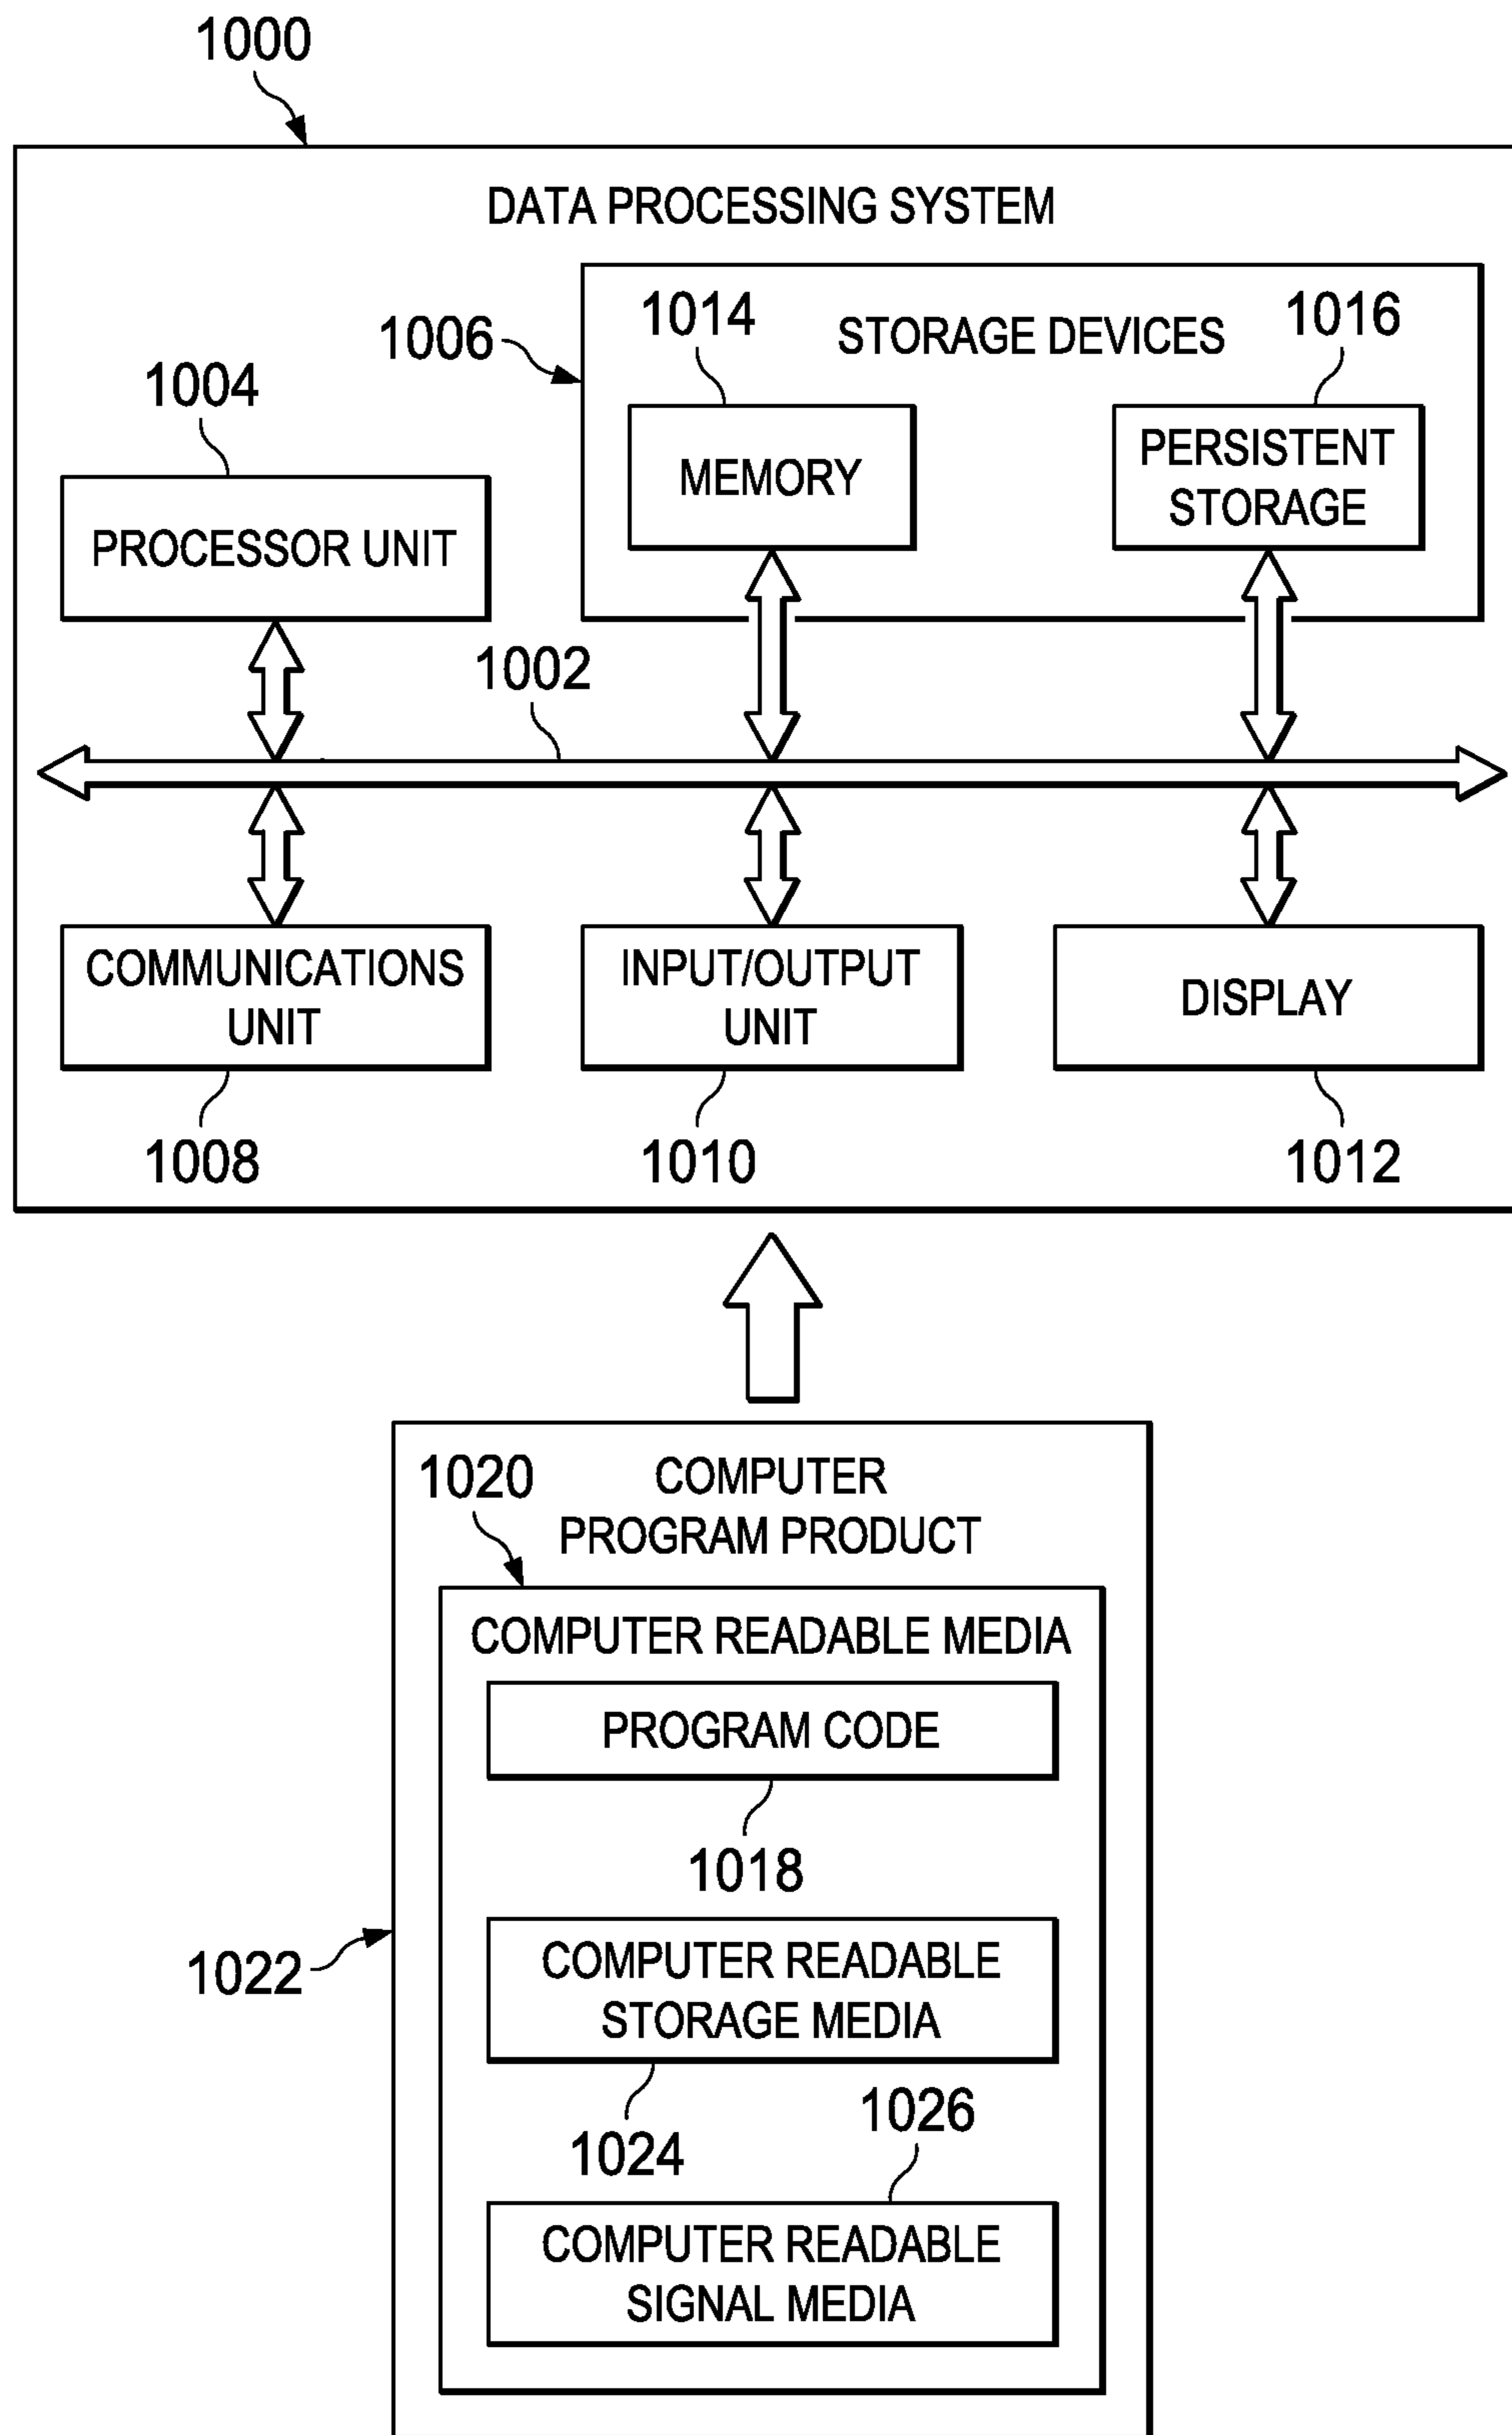 1000
DATA PROCESSING SYSTEM
1006
1014
STORAGE DEVICES
1016
1004
MEMORY
PERSISTENT
STORAGE
PROCESSOR UNIT
1002
COMMUNICATIONS
UNIT
INPUT/OUTPUT
UNIT
DISPLAY
1008
1010
1012
1020
COMPUTER
PROGRAM PRODUCT
COMPUTER READABLE MEDIA
PROGRAM CODE
1018
1022
COMPUTER READABLE
STORAGE MEDIA
1024
1026
COMPUTER READABLE
SIGNAL MEDIA